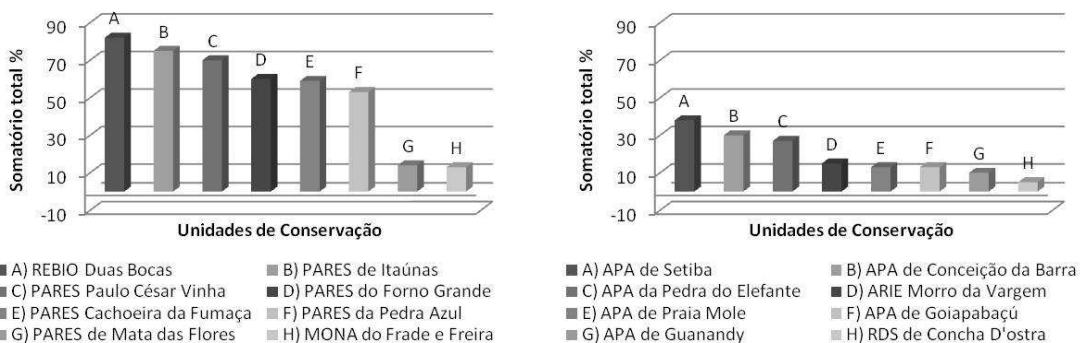 Somatório total %
90
70
50
30
10
-10
A
B
C
D
E
F
G
H
Unidades de Conservação
A) REBIO Duas Bocas
B) PARES de Itaúnas
C) PARES Paulo César Vinha
D) PARES do Forno Grande
E) PARES Cachoeira da Fumaça
F) PARES da Pedra Azul
G) PARES de Mata das Flores
H) MONA do Frade e Freira
Somatório total %
90
70
50
30
10
-10
A
B
C
D
E
F
G
H
Unidades de Conservação
A) APA de Setiba
B) APA de Conceição da Barra
C) APA da Pedra do Elefante
D) ARIE Morro da Vargem
E) APA de Praia Mole
F) APA de Goiapabaçú
G) APA de Guanandy
H) RDS de Concha D'ostra